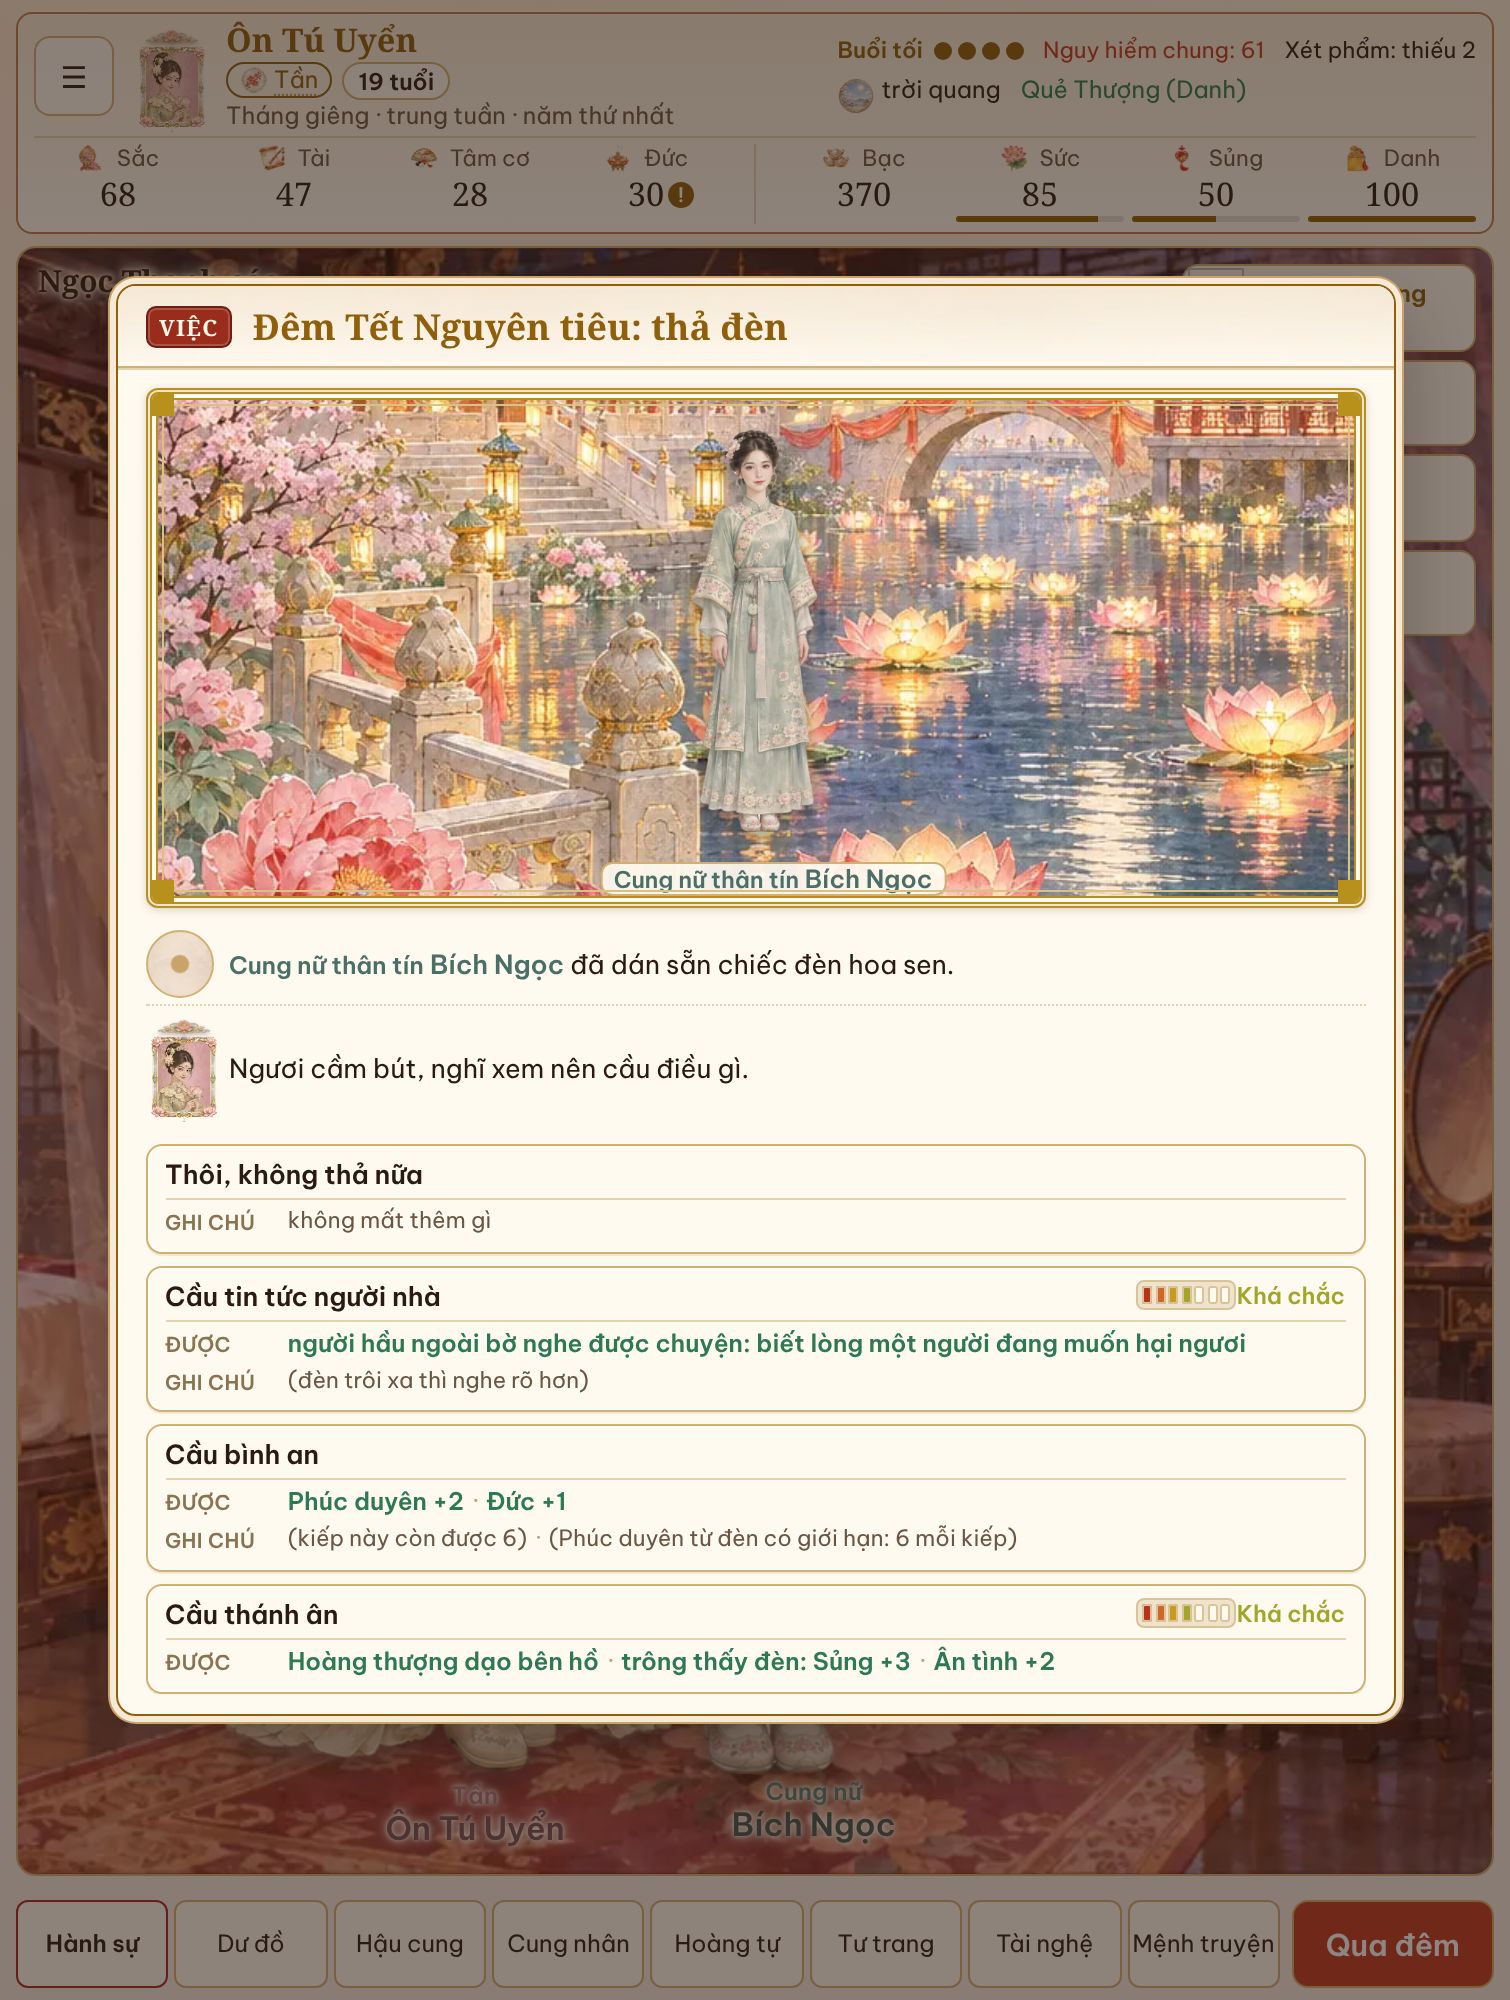 Ôn Tú Uyển
Tần
19 tuổi
Tháng giêng · trung tuần · năm thứ nhất
Buổi tối
Nguy hiểm chung: 61
Xét phẩm: thiếu 2
trời quang
Quẻ Thượng (Danh)
Sắc
68
Tài
47
Tâm cơ
28
Đức
30
!
Bạc
370
Sức
85
Sủng
50
Danh
100
Ngọc
VIỆC
Đêm Tết Nguyên tiêu: thả đèn
Cung nữ thân tín Bích Ngọc
Cung nữ thân tín Bích Ngọc đã dán sẵn chiếc đèn hoa sen.
Ngươi cầm bút, nghĩ xem nên cầu điều gì.
Thôi, không thả nữa
GHI CHÚ không mất thêm gì
Cầu tin tức người nhà
Khá chắc
ĐƯỢC người hầu ngoài bờ nghe được chuyện: biết lòng một người đang muốn hại ngươi
GHI CHÚ (đèn trôi xa thì nghe rõ hơn)
Cầu bình an
ĐƯỢC Phúc duyên +2 · Đức +1
GHI CHÚ (kiếp này còn được 6) · (Phúc duyên từ đèn có giới hạn: 6 mỗi kiếp)
Cầu thánh ân
Khá chắc
ĐƯỢC Hoàng thượng dạo bên hồ · trông thấy đèn: Sủng +3 · Ân tình +2
Tần
Ôn Tú Uyển
Cung nữ
Bích Ngọc
Hành sự
Dư đồ
Hậu cung
Cung nhân
Hoàng tự
Tư trang
Tài nghệ
Mệnh truyện
Qua đêm